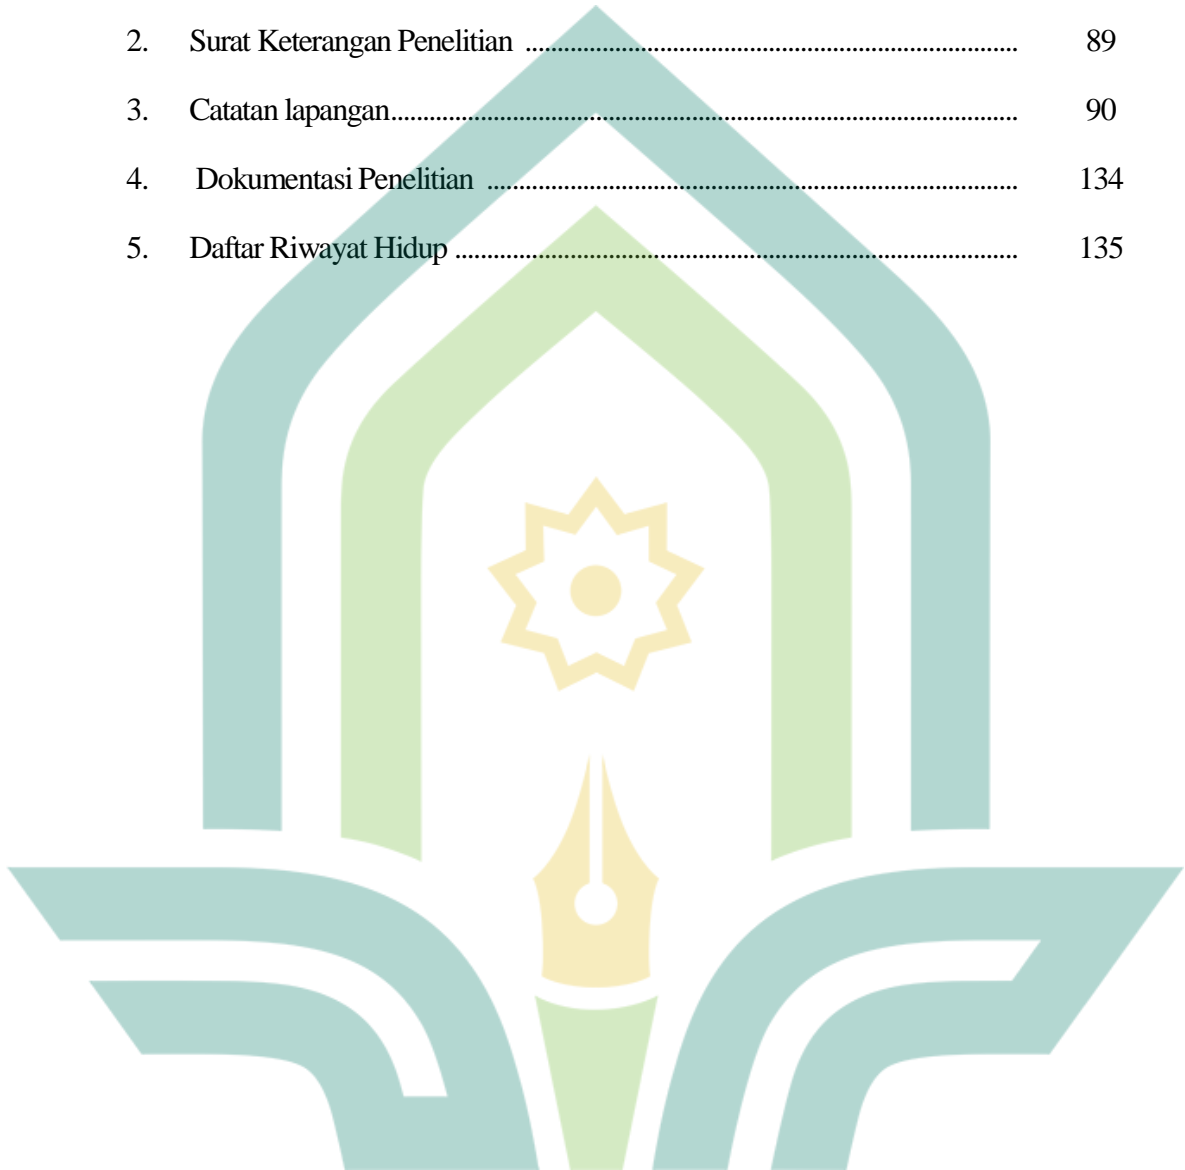 2. Surat Keterangan Penelitian .......................................................................... 89
3. Catatan lapangan.............................................................................................. 90
4. Dokumentasi Penelitian ................................................................................ 134
5. Daftar Riwayat Hidup .................................................................................... 135